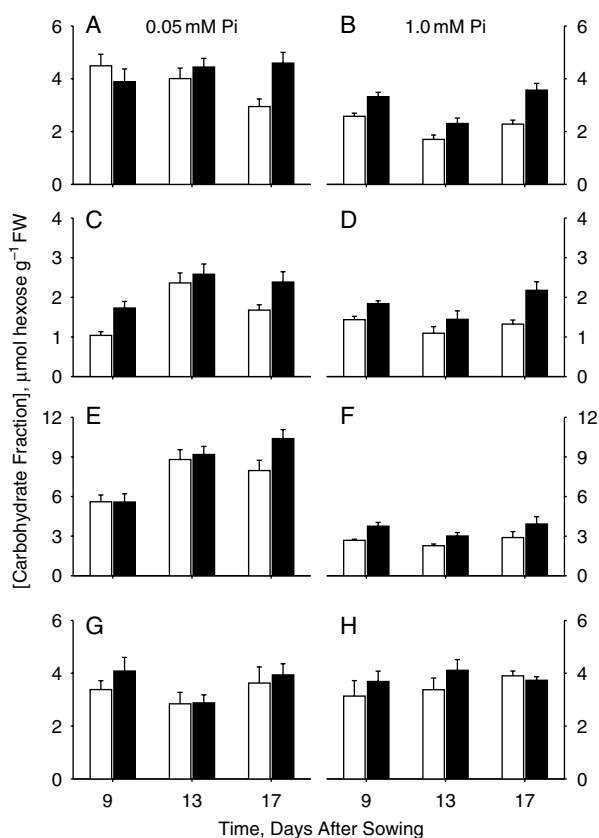 A 0.05 mM Pi
B 1.0 mM Pi
6 6
4 4
2 2
0 0
C
D
4 4
3 3
2 2
1 1
0 0
E
F
12 12
9 9
6 6
3 3
0 0
G
H
6 6
4 4
2 2
0 0
9 13 17 9 13 17
Time, Days After Sowing
[Carbohydrate Fraction], μmol hexose g⁻¹ FW